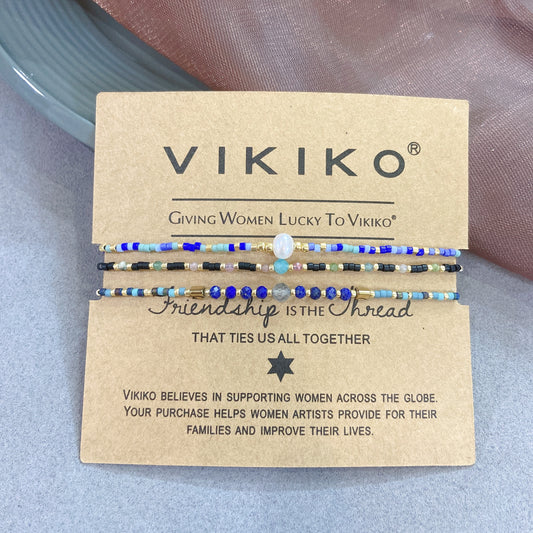 VIKIKO®
GIVING WOMEN LUCKY TO VIKIKO®
Friendship IS THE Thread
THAT TIES US ALL TOGETHER
VIKIKO BELIEVES IN SUPPORTING WOMEN ACROSS THE GLOBE.
YOUR PURCHASE HELPS WOMEN ARTISTS PROVIDE FOR THEIR
FAMILIES AND IMPROVE THEIR LIVES.